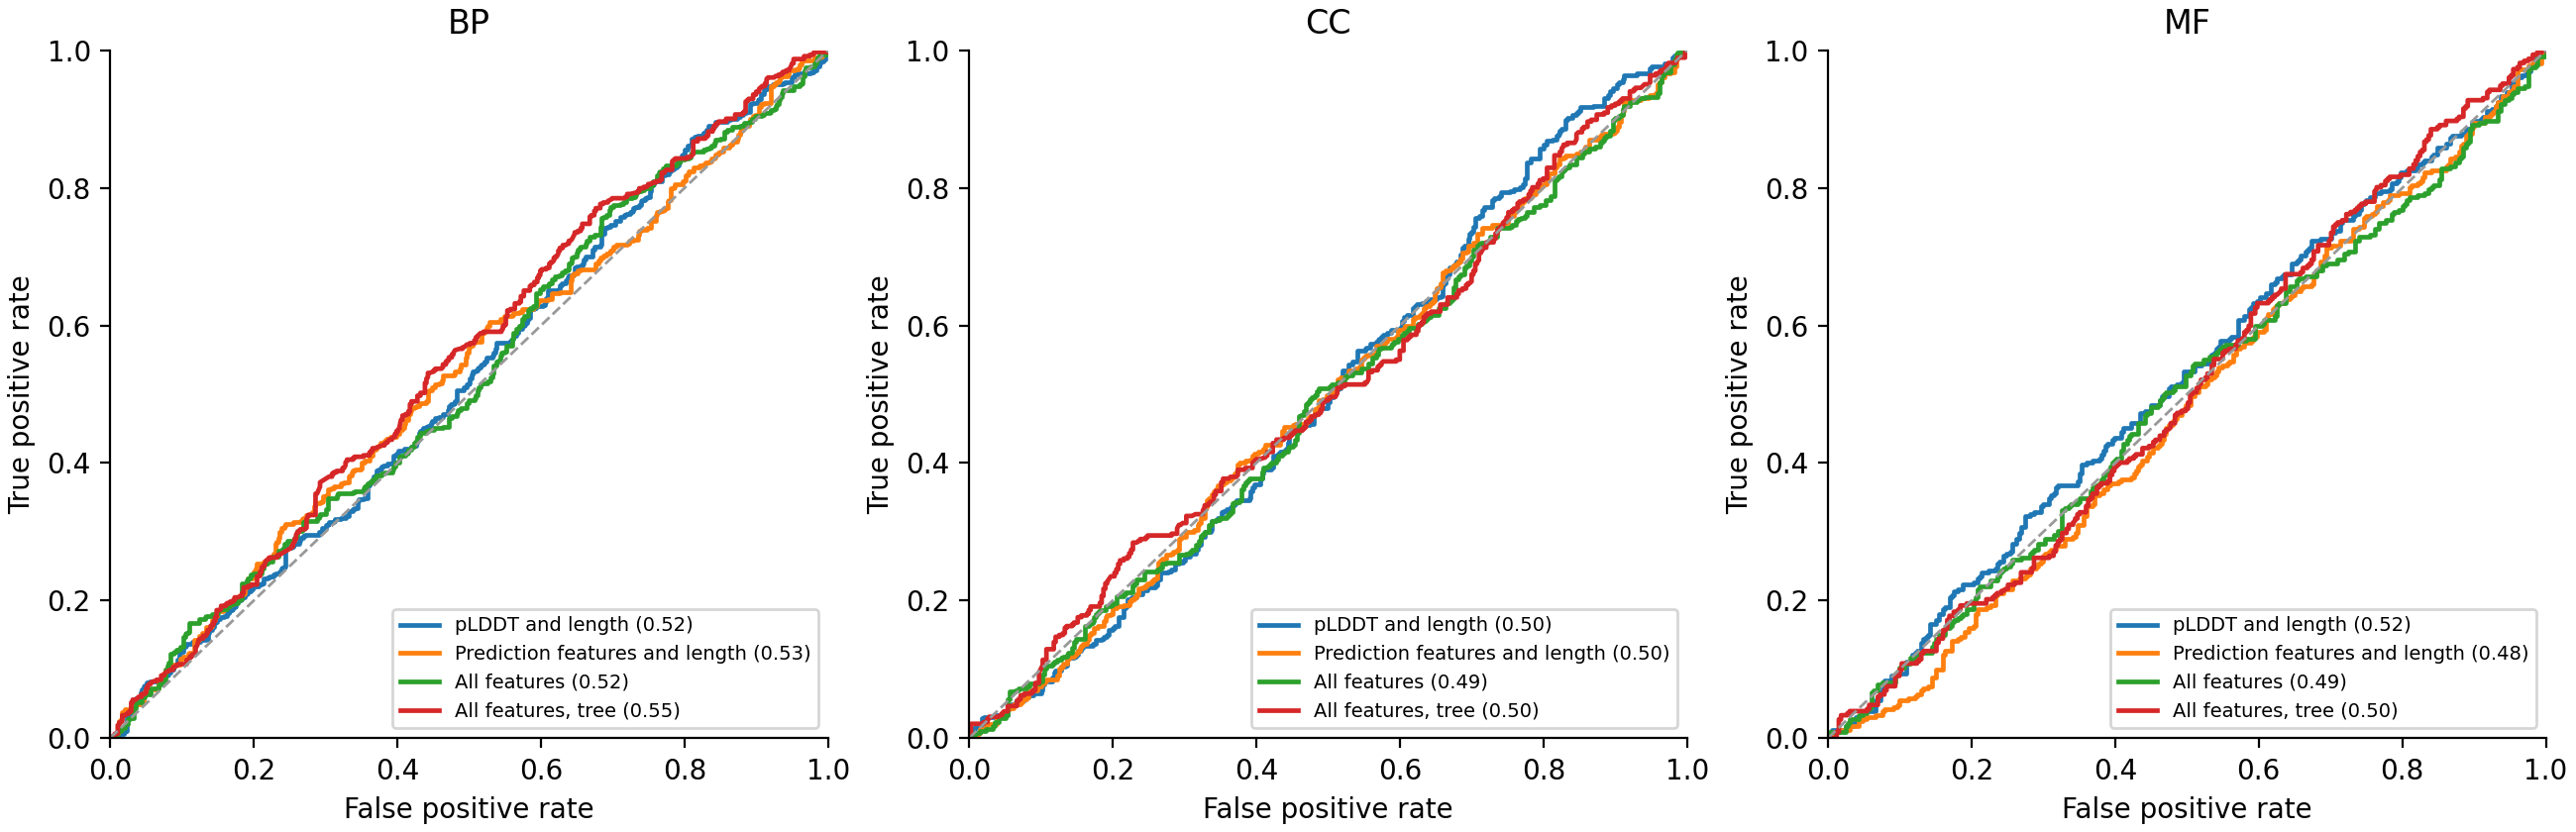 BP
1.0
0.8
0.6
0.4
0.2
0.0
True positive rate
0.0 0.2 0.4 0.6 0.8 1.0
False positive rate
pLDDT and length (0.52)
Prediction features and length (0.53)
All features (0.52)
All features, tree (0.55)
CC
1.0
0.8
0.6
0.4
0.2
0.0
True positive rate
0.0 0.2 0.4 0.6 0.8 1.0
False positive rate
pLDDT and length (0.50)
Prediction features and length (0.50)
All features (0.49)
All features, tree (0.50)
MF
1.0
0.8
0.6
0.4
0.2
0.0
True positive rate
0.0 0.2 0.4 0.6 0.8 1.0
False positive rate
pLDDT and length (0.52)
Prediction features and length (0.48)
All features (0.49)
All features, tree (0.50)